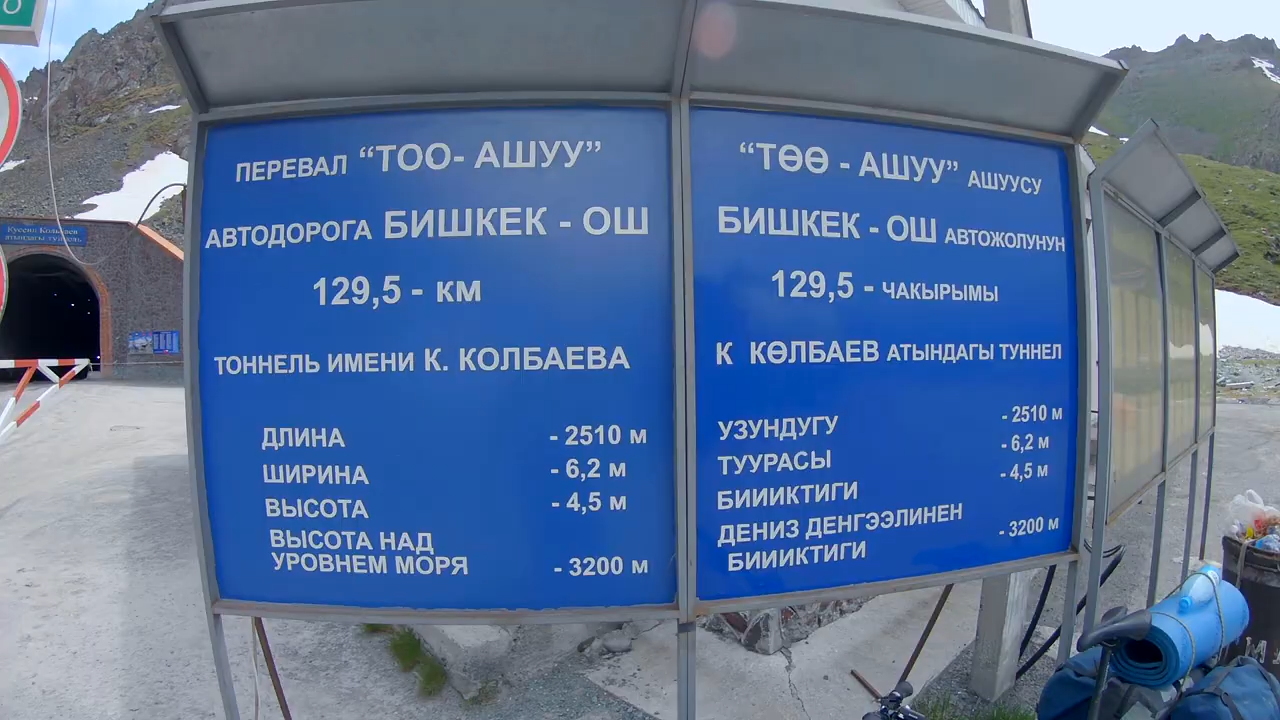 ПЕРЕВАЛ “ТОО- АШУУ”
АВТОДОРОГА БИШКЕК - ОШ
129,5 - км
ТОННЕЛЬ ИМЕНИ К. КОЛБАЕВА
ДЛИНА - 2510 м
ШИРИНА - 6,2 м
ВЫСОТА - 4,5 м
ВЫСОТА НАД
УРОВНЕМ МОРЯ - 3200 м
“ТӨӨ - АШУУ” АШУУСУ
БИШКЕК - ОШ АВТОЖОЛУНУН
129,5 - ЧАКЫРЫМЫ
К КӨЛБАЕВ АТЫНДАГЫ ТУННЕЛ
УЗУНДУГУ - 2510 м
ТУУРАСЫ - 6,2 м
БИИИКТИГИ - 4,5 м
ДЕНИЗ ДЕНГЭЭЛИНЕН
БИИИКТИГИ - 3200 м
атындагы туннель